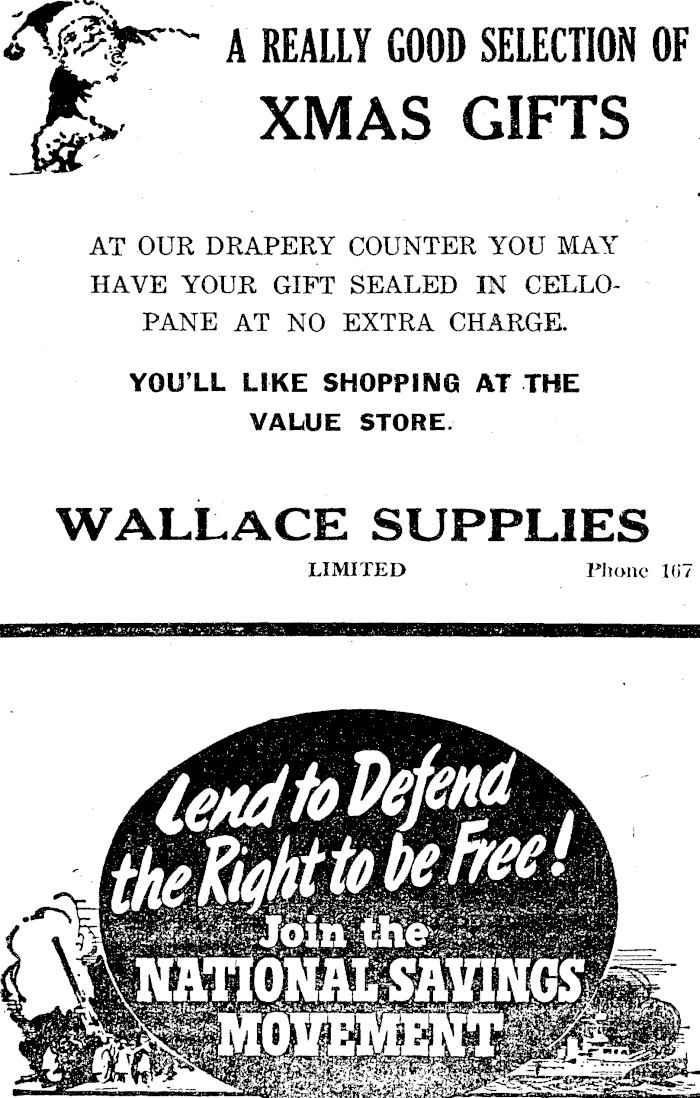 A REALLY GOOD SELECTION OF
XMAS GIFTS
AT OUR DRAPERY COUNTER YOU MAY
HAVE YOUR GIFT SEALED IN CELLO-
PANE AT NO EXTRA CHARGE.
YOU'LL LIKE SHOPPING AT THE
VALUE STORE.
WALLACE SUPPLIES
LIMITED Phone 167
Lend to Defend
the Right to be Free!
Join the
NATIONAL SAVINGS
MOVEMENT